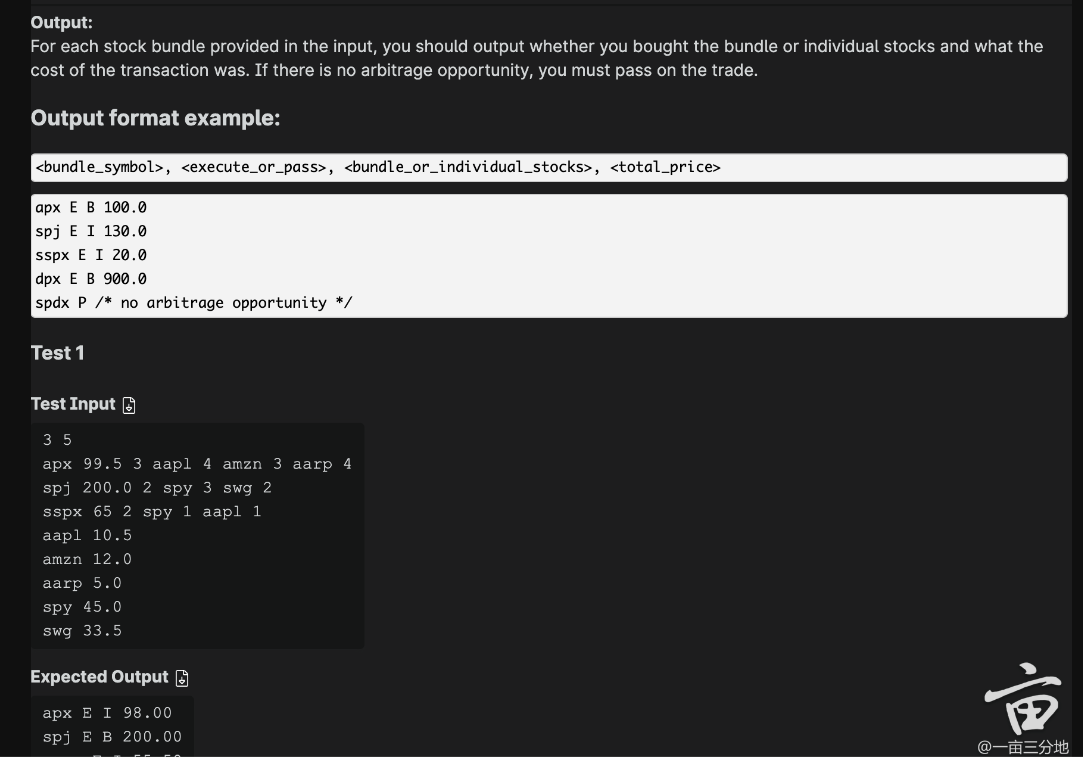 Output:
For each stock bundle provided in the input, you should output whether you bought the bundle or individual stocks and what the
cost of the transaction was. If there is no arbitrage opportunity, you must pass on the trade.
Output format example:
<bundle_symbol>, <execute_or_pass>, <bundle_or_individual_stocks>, <total_price>
apx E B 100.0
spj E I 130.0
sspx E I 20.0
dpx E B 900.0
spdx P /* no arbitrage opportunity */
Test 1
Test Input
3 5
apx 99.5 3 aapl 4 amzn 3 aarp 4
spj 200.0 2 spy 3 swg 2
sspx 65 2 spy 1 aapl 1
aapl 10.5
amzn 12.0
aarp 5.0
spy 45.0
swg 33.5
Expected Output
apx E I 98.00
spj E B 200.00
亩
@一亩三分地